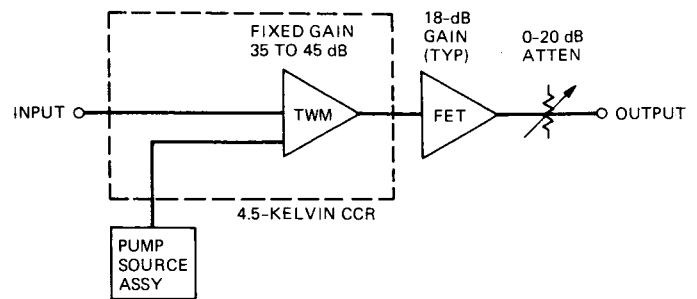 FIXED GAIN
35 TO 45 dB
18-dB
GAIN
(TYP)
0-20 dB
ATTEN
INPUT
TWM
FET
OUTPUT
4.5-KELVIN CCR
PUMP
SOURCE
ASSY